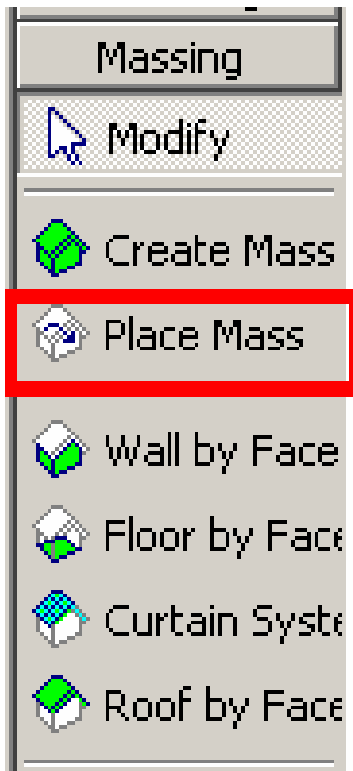 Massing
Modify
Create Mass
Place Mass
Wall by Face
Floor by Face
Curtain Syste
Roof by Face